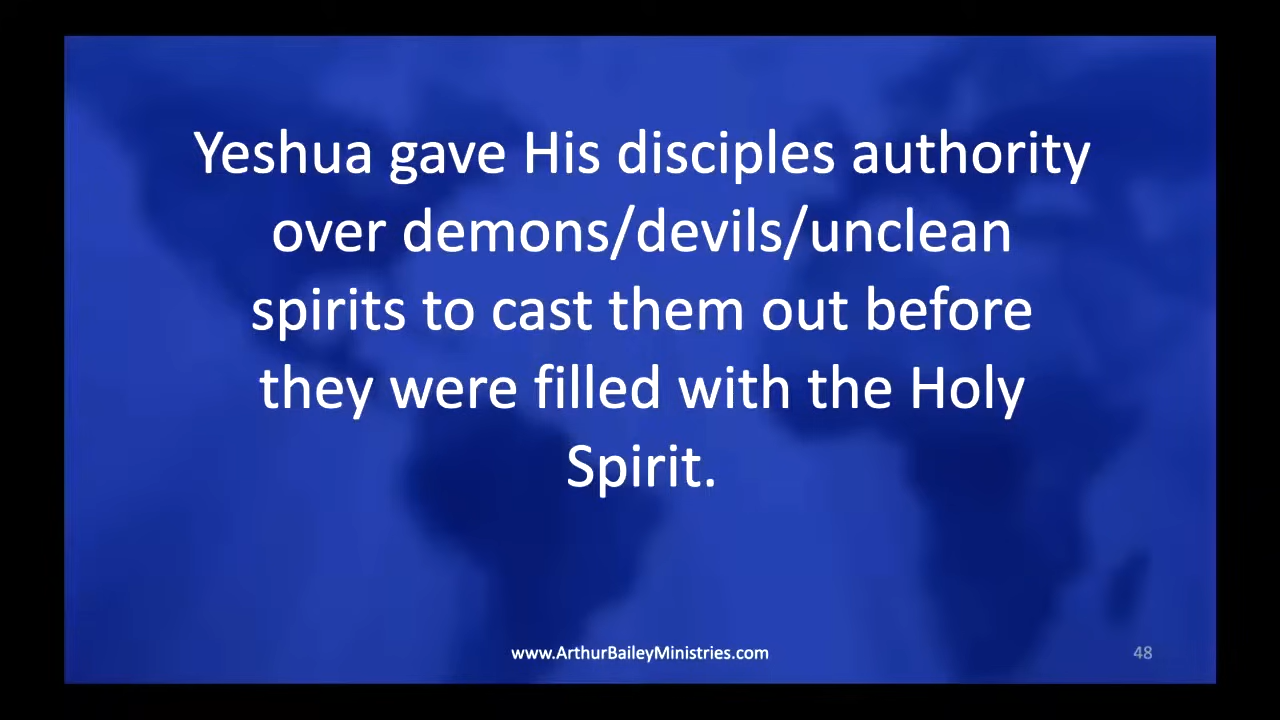 Yeshua gave His disciples authority
over demons/devils/unclean
spirits to cast them out before
they were filled with the Holy
Spirit.
www.ArthurBaileyMinistries.com
48